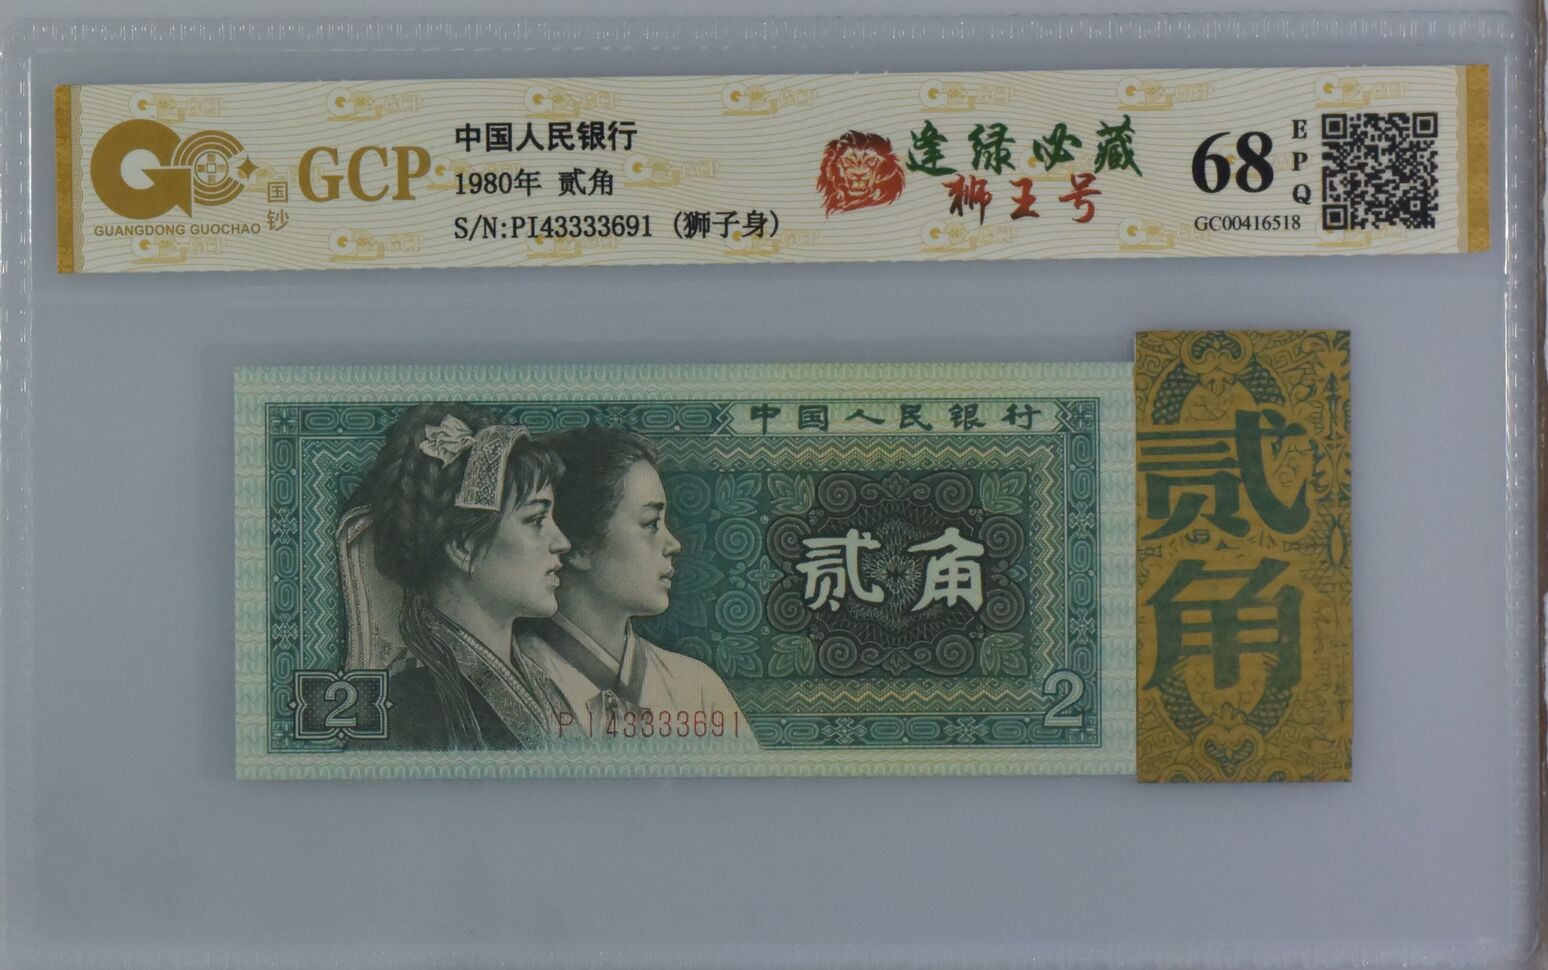 GCP
国钞
GUANGDONG GUOCHAO
中国人民银行
1980年 贰角
S/N:PI43333691 (狮子身)
逢绿必藏
狮王号
68
EPQ
GC00416518
中国人民银行
贰角
2
PI43333691
2
贰角